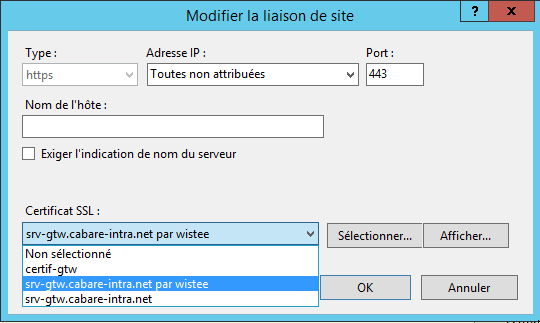 Modifier la liaison de site
?
Type :
Adresse IP :
Port :
https
Toutes non attribuées
443
Nom de l'hôte :
Exiger l'indication de nom du serveur
Certificat SSL :
srv-gtw.cabare-intra.net par wistee
Sélectionner...
Afficher...
Non sélectionné
certif-gtw
srv-gtw.cabare-intra.net par wistee
srv-gtw.cabare-intra.net
OK
Annuler